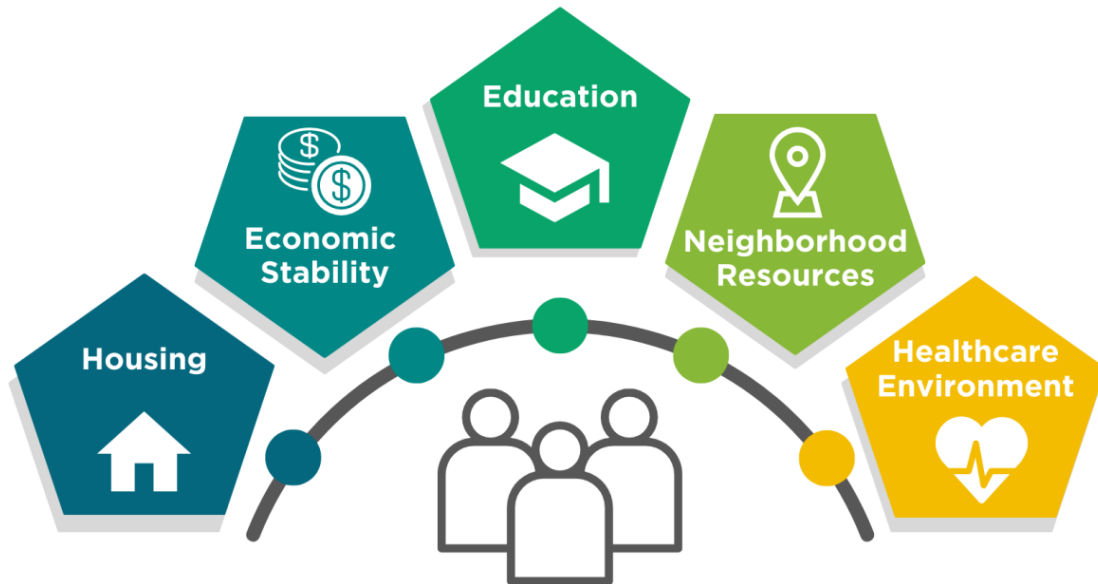 Housing
$
$
Economic
Stability
Education
Neighborhood
Resources
Healthcare
Environment